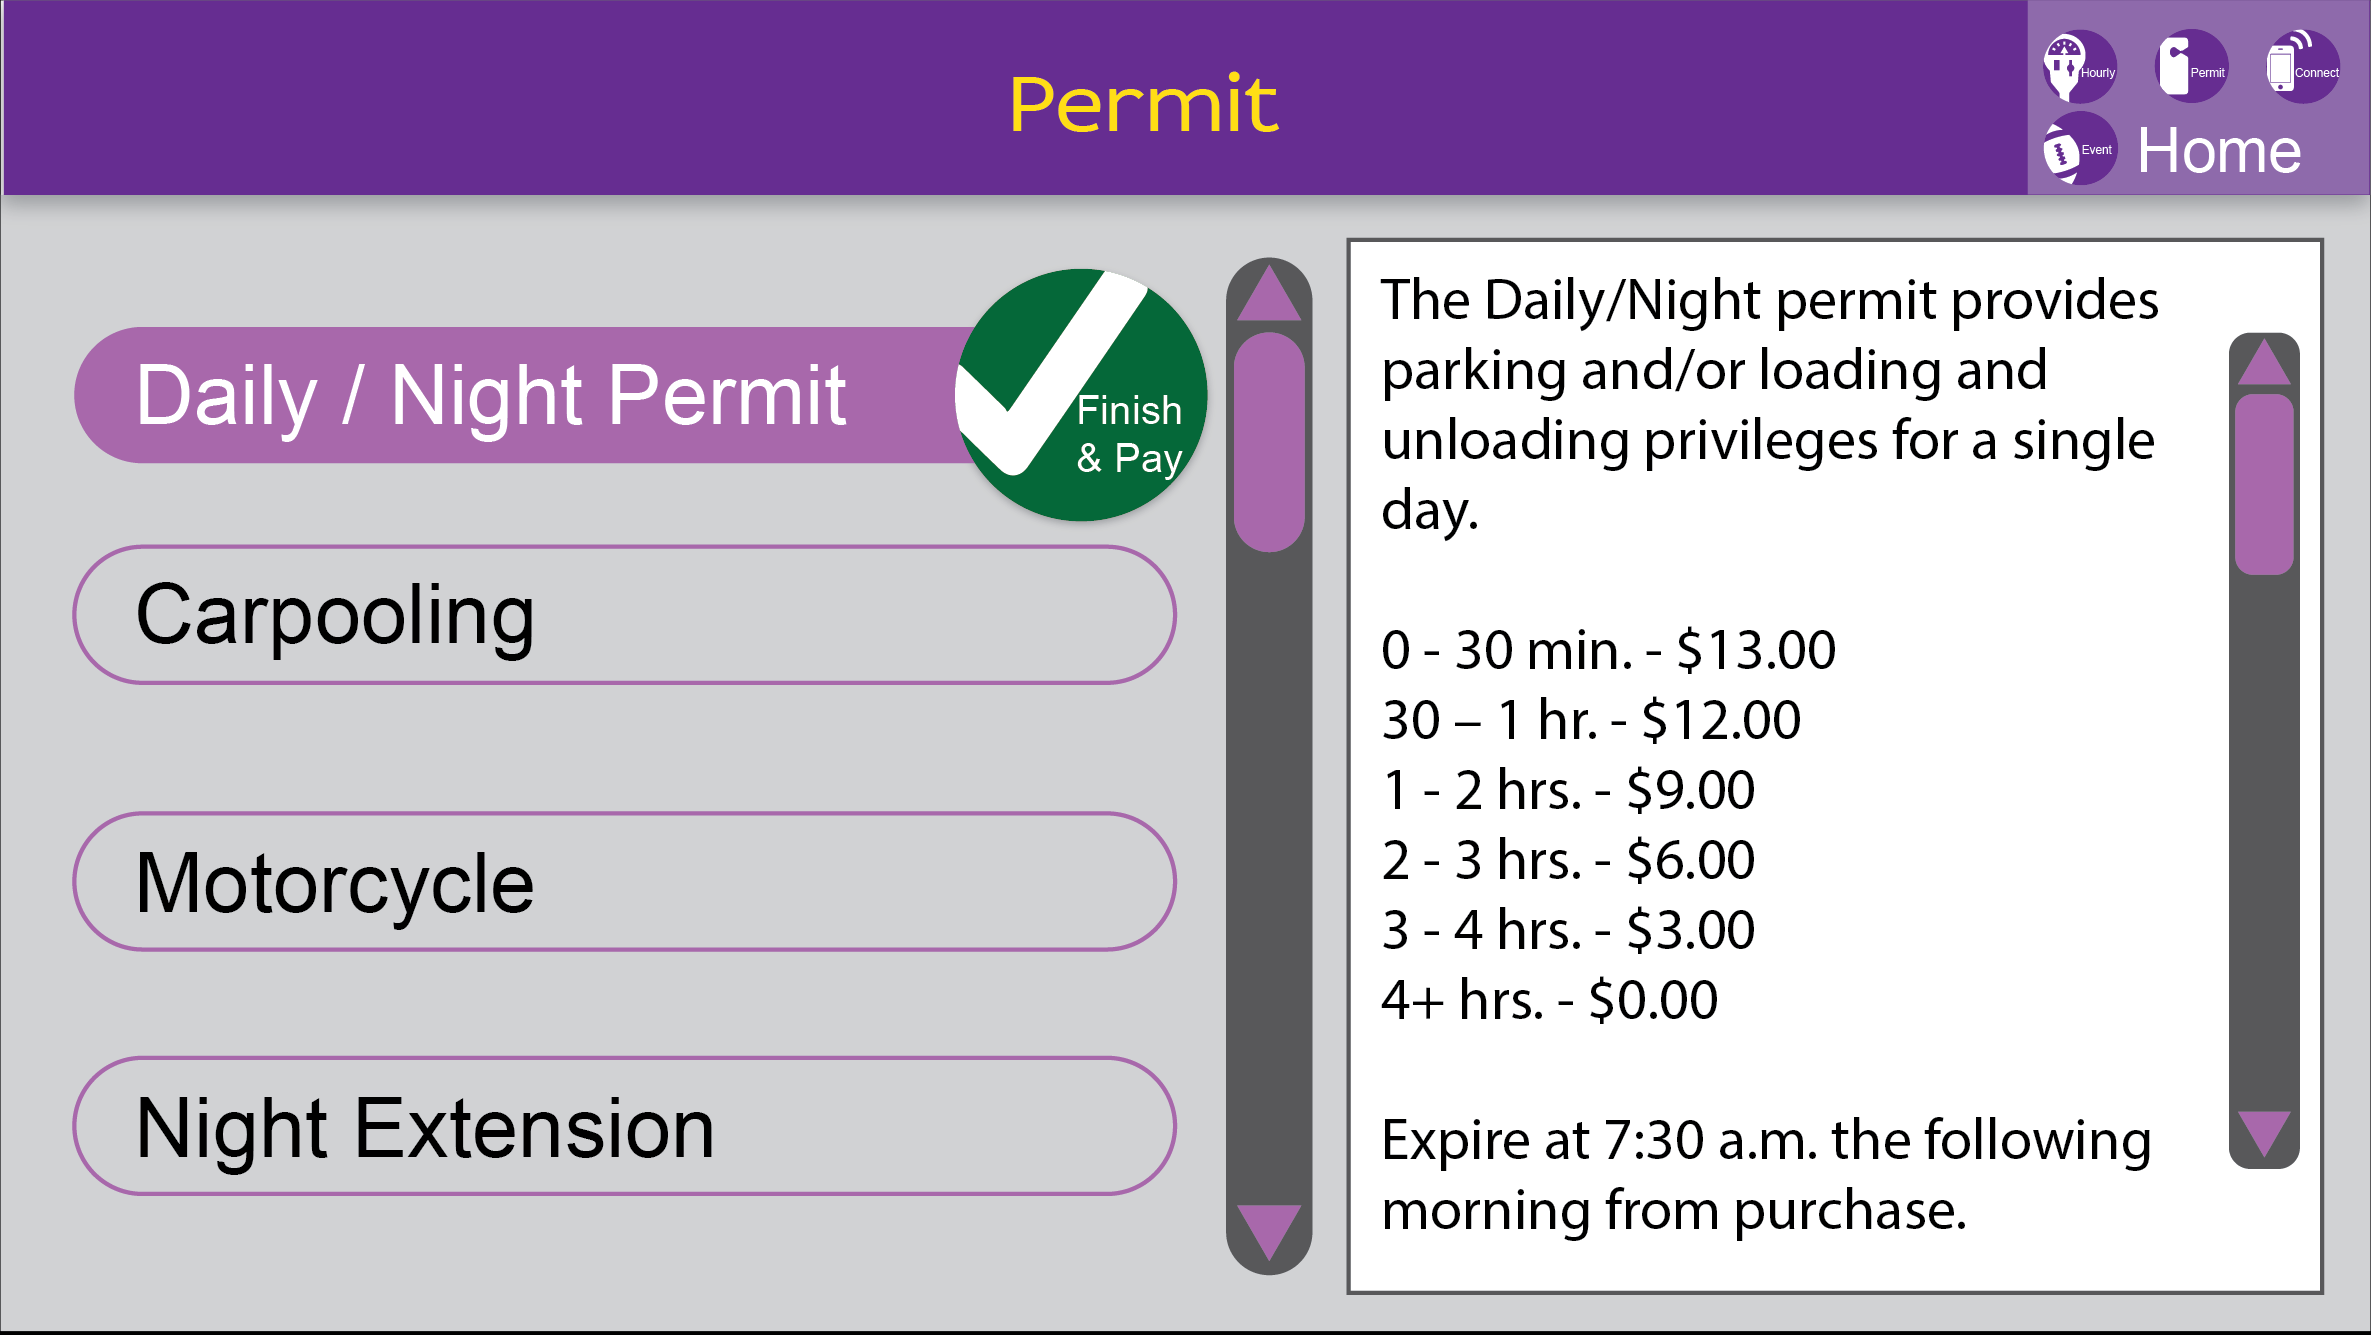 Permit
Hourly
Permit
Connect
Event
Home
Daily / Night Permit
Finish
& Pay
Carpooling
Motorcycle
Night Extension
The Daily/Night permit provides
parking and/or loading and
unloading privileges for a single
day.
0 - 30 min. - $13.00
30 – 1 hr. - $12.00
1 - 2 hrs. - $9.00
2 - 3 hrs. - $6.00
3 - 4 hrs. - $3.00
4+ hrs. - $0.00
Expire at 7:30 a.m. the following
morning from purchase.